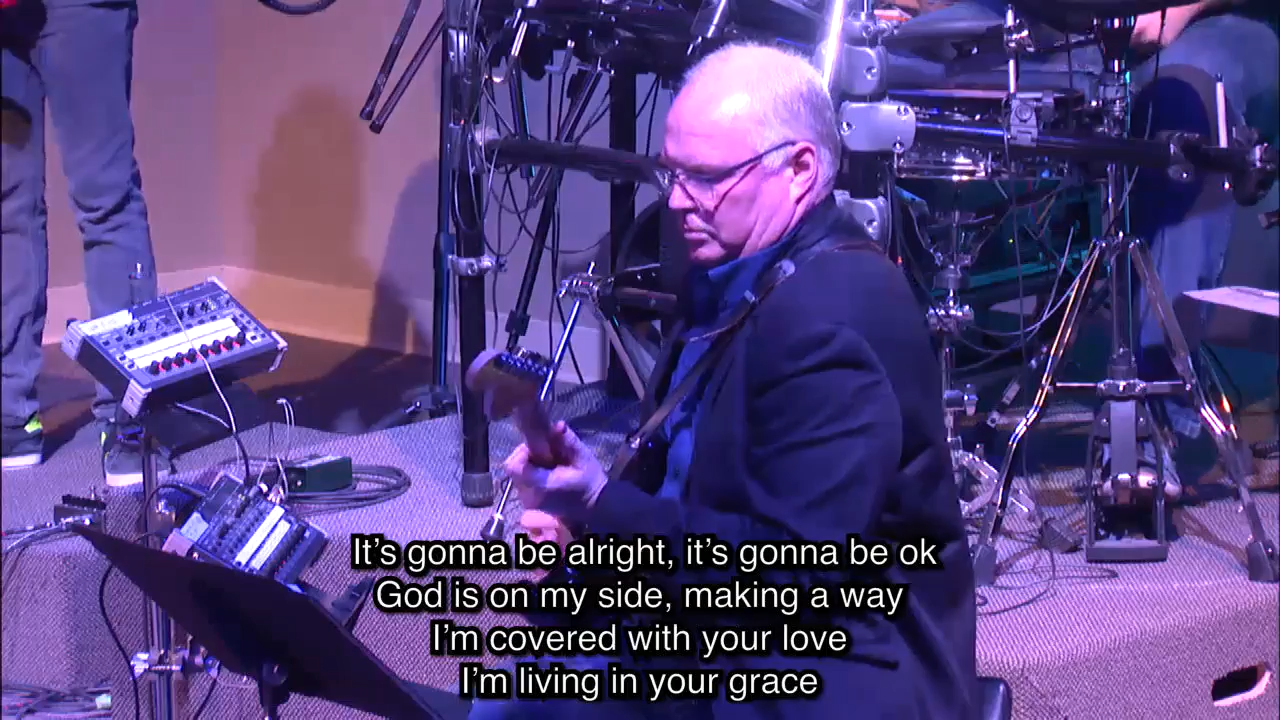 It's gonna be alright, it's gonna be ok
God is on my side, making a way
I'm covered with your love
I'm living in your grace